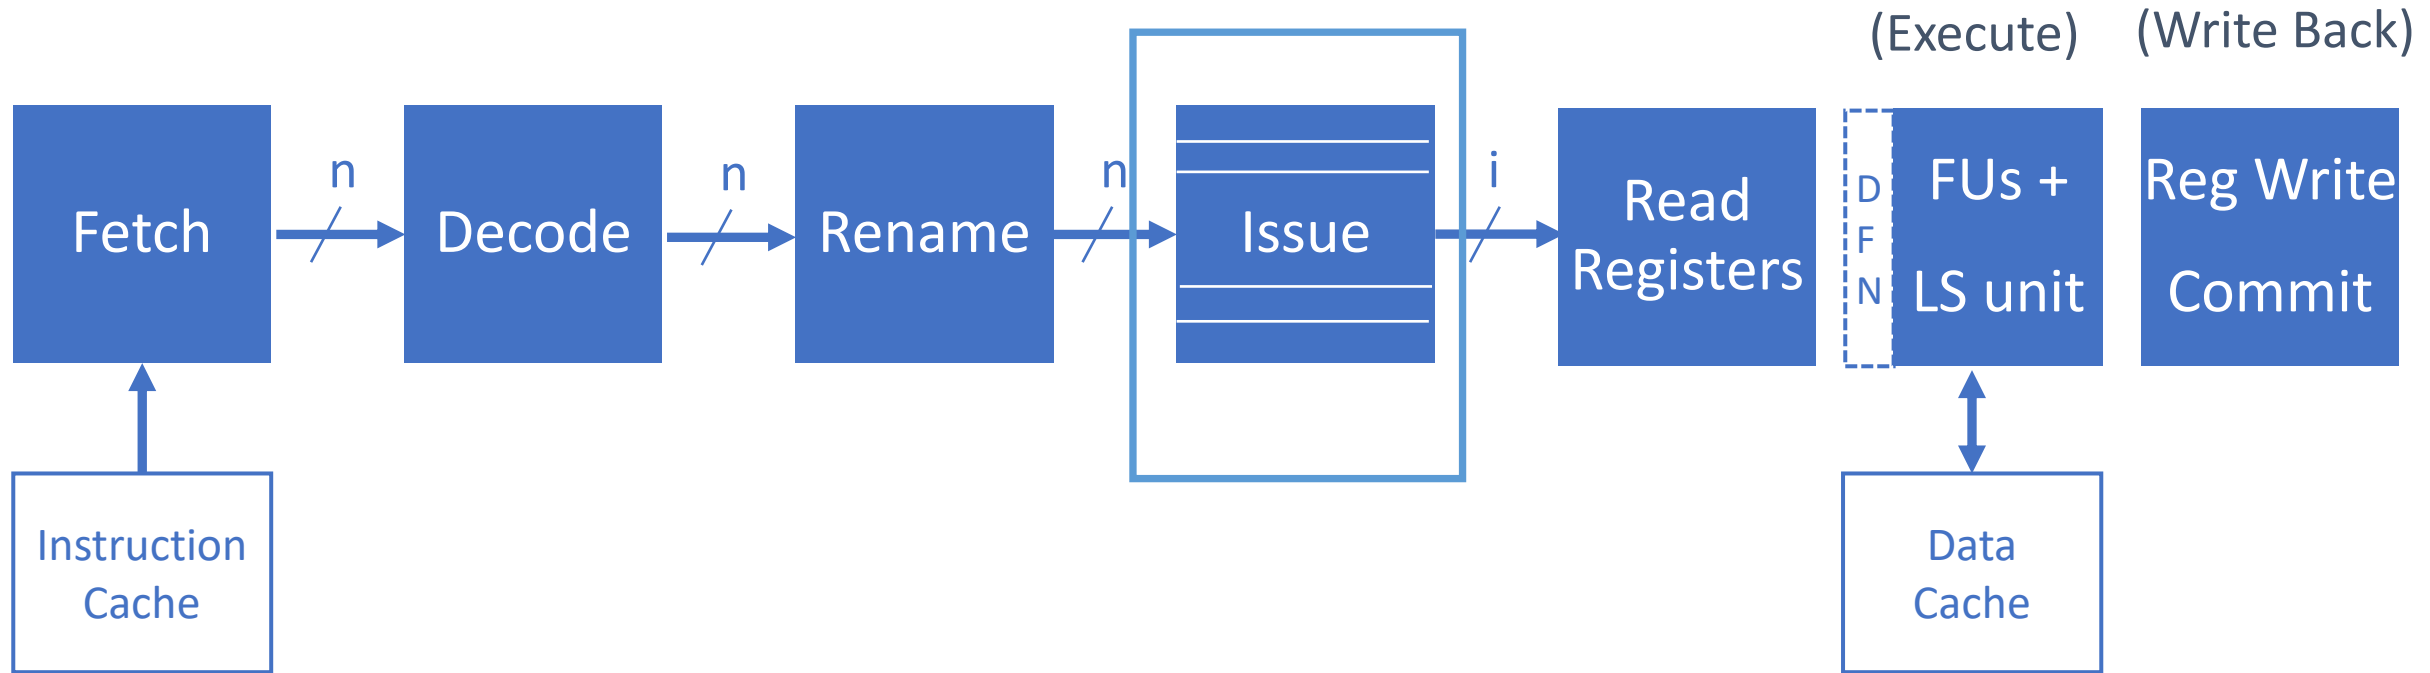 (Execute)
(Write Back)
Fetch
n
Decode
n
Rename
n
Issue
i
Read
Registers
D
F
N
FUs +
LS unit
Reg Write
Commit
Instruction
Cache
Data
Cache